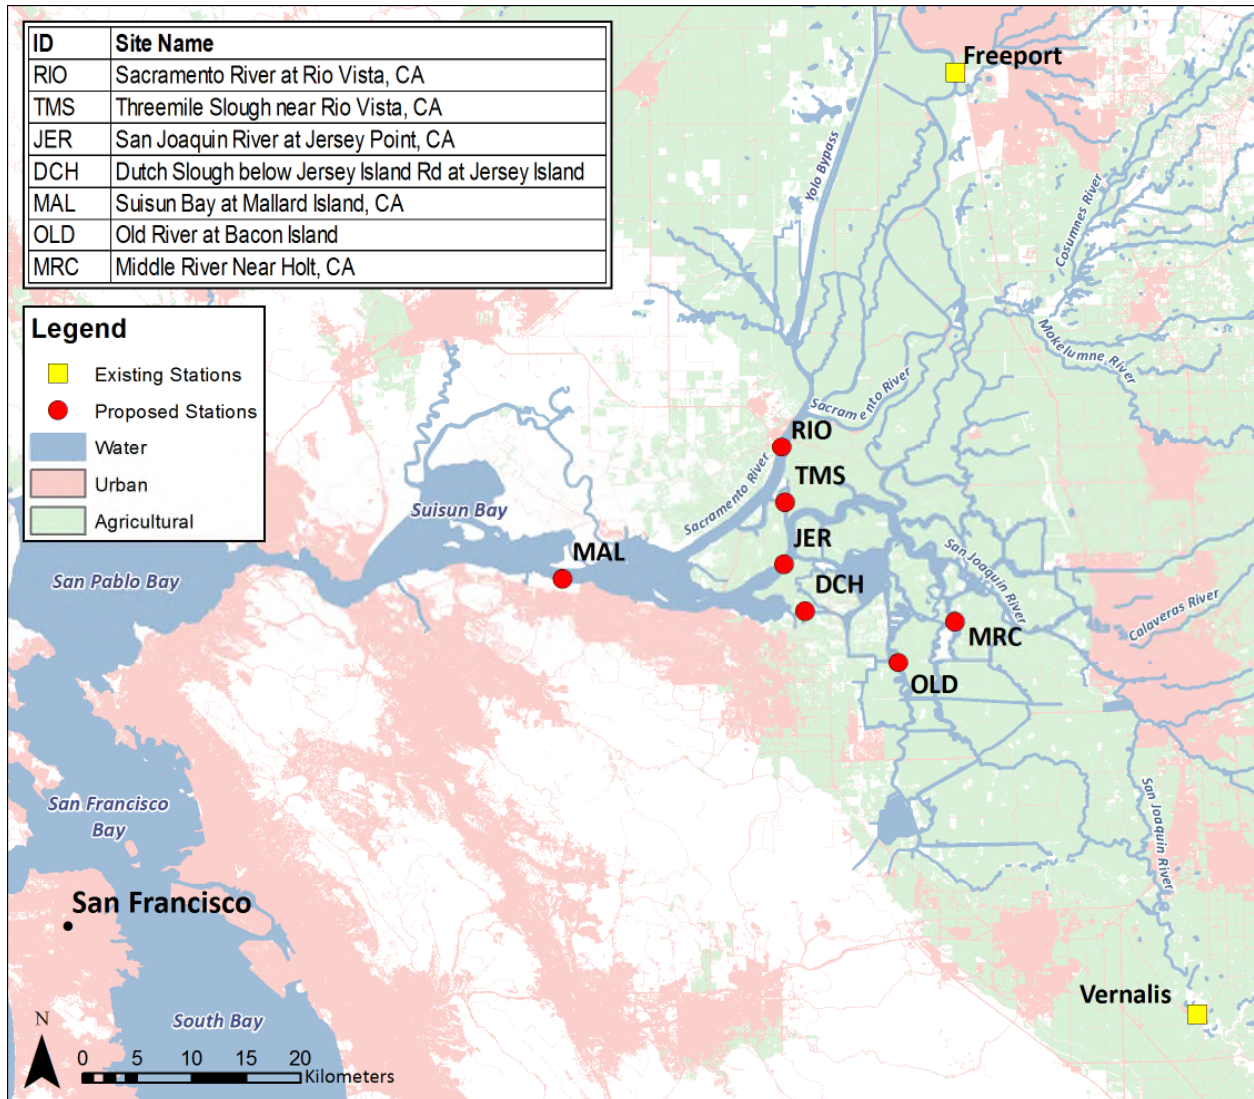 ID Site Name
RIO Sacramento River at Rio Vista, CA
TMS Threemile Slough near Rio Vista, CA
JER San Joaquin River at Jersey Point, CA
DCH Dutch Slough below Jersey Island Rd at Jersey Island
MAL Suisun Bay at Mallard Island, CA
OLD Old River at Bacon Island
MRC Middle River Near Holt, CA
Legend
Existing Stations
Proposed Stations
Water
Urban
Agricultural
Freeport
Yolo Bypass
Cosumnes River
Mokelumne River
Sacramento River
RIO
Sacramento River
TMS
Suisun Bay
JER
MAL
San Joaquin River
San Pablo Bay
DCH
Calaveras River
MRC
OLD
San Francisco
Bay
San Joaquin River
San Francisco
Vernalis
South Bay
N
0 5 10 20
Kilometers